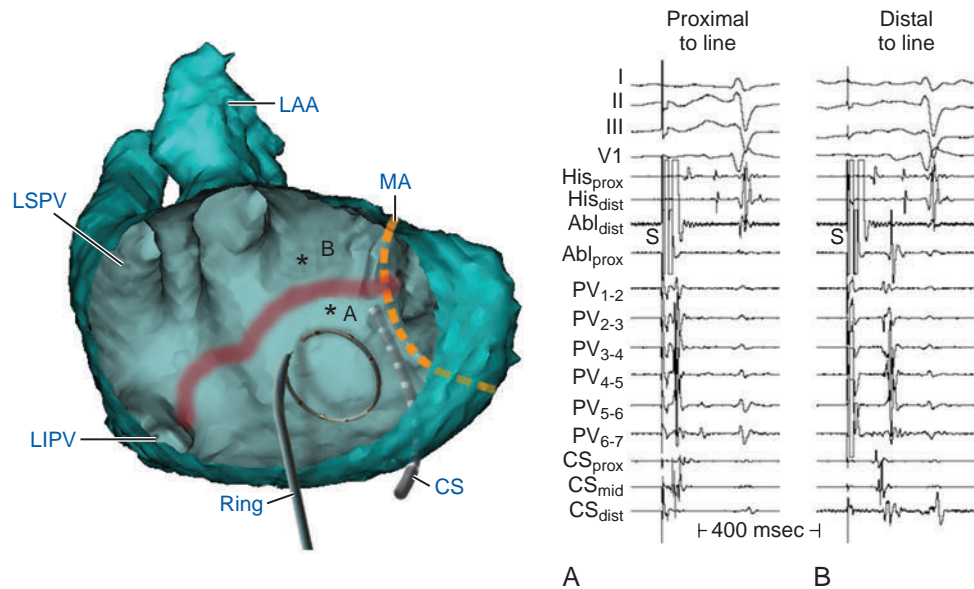 LAA
MA
LSPV
B
A
LIPV
Ring
CS
Proximal
to line
Distal
to line
I
II
III
V1
His prox
His dist
Abl dist
S
S
Abl prox
PV 1-2
PV 2-3
PV 3-4
PV 4-5
PV 5-6
PV 6-7
CS prox
CS mid
CS dist
400 msec
A
B